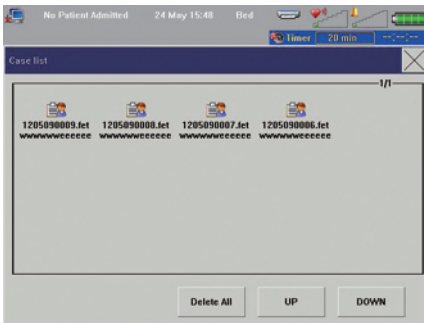 No Patient Admitted 24 May 15:48 Bed
Timer 20 min --:--:--
Case list
1/1
1205090009.fet 1205090008.fet 1205090007.fet 1205090006.fet
wwwwwweeeeee wwwwwweeeeee wwwwwweeeeee wwwwwweeeeee
Delete All UP DOWN